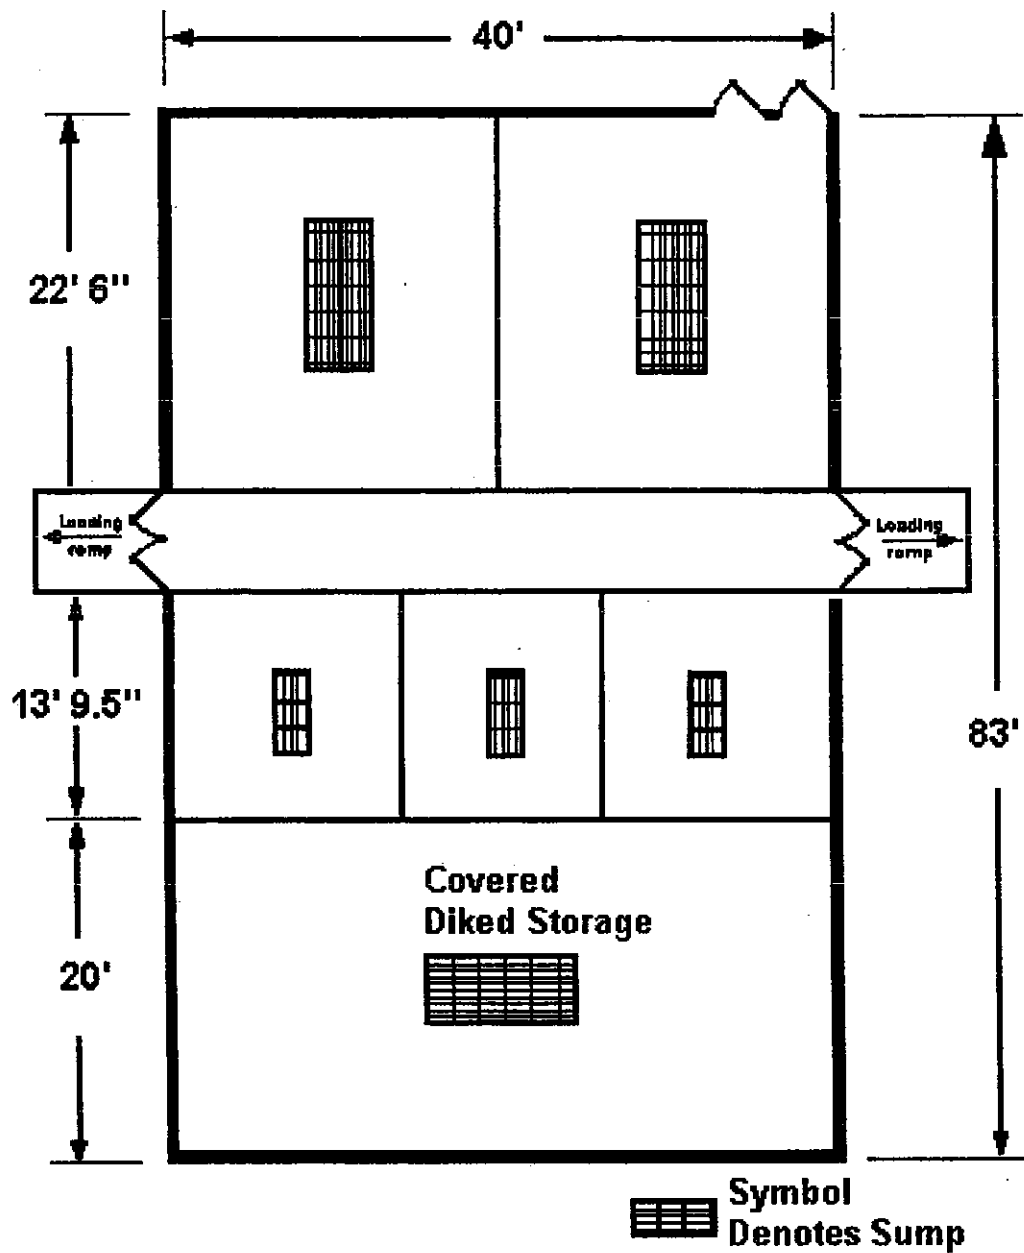 40'
22' 6"
Loading
ramp
Loading
ramp
13' 9.5"
83'
Covered
Diked Storage
20'
Symbol
Denotes Sump